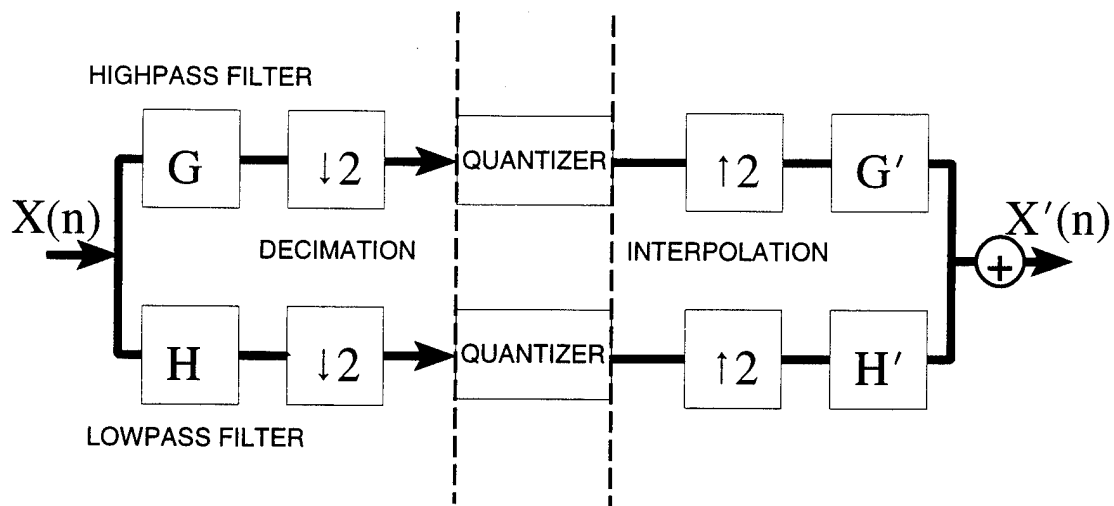 HIGHPASS FILTER
G
↓2
QUANTIZER
↑2
G′
X(n)
DECIMATION
INTERPOLATION
X′(n)
+
H
↓2
QUANTIZER
↑2
H′
LOWPASS FILTER